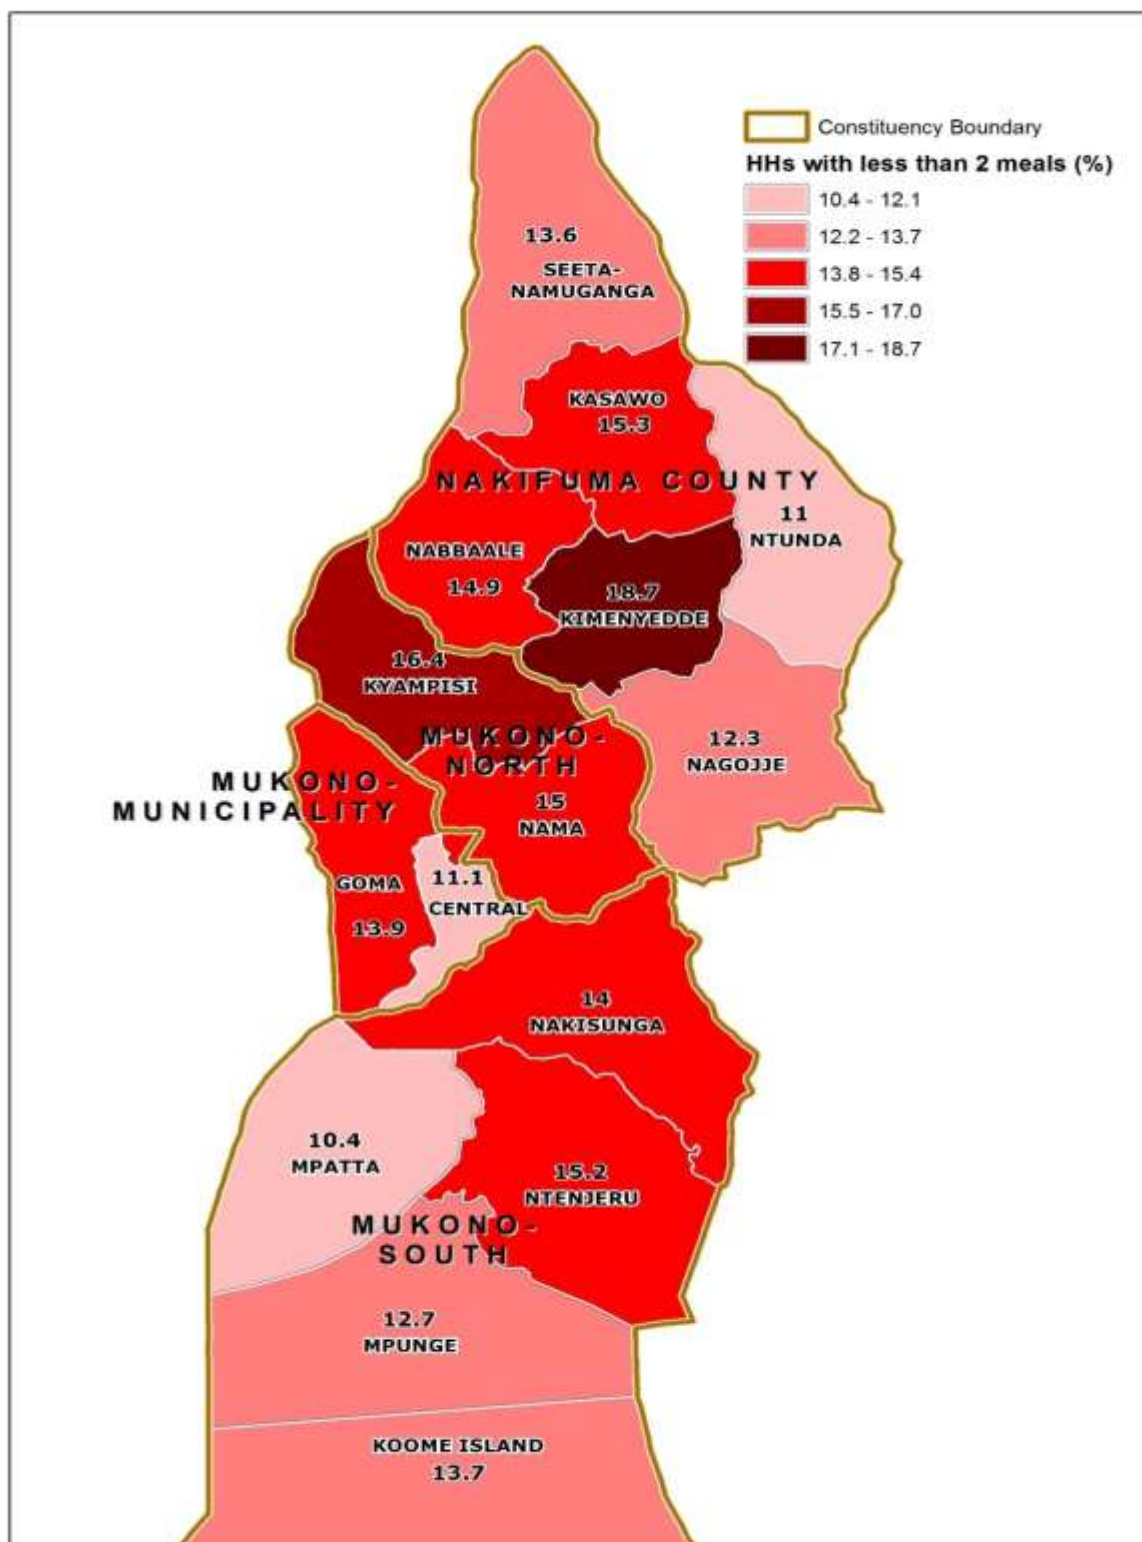 Constituency Boundary
HHs with less than 2 meals (%)
10.4 - 12.1
12.2 - 13.7
13.8 - 15.4
15.5 - 17.0
17.1 - 18.7
13.6
SEETA-
NAMUGANGA
KASAWO
15.3
NAKIFUMA COUNTY
11
NTUNDA
NABBAALE
14.9
18.7
KIMENYEDDE
16.4
KYAMPISI
MUKONO-
NORTH
12.3
NAGOJJE
MUKONO-
MUNICIPALITY
15
NAMA
GOMA
13.9
11.1
CENTRAL
14
NAKISUNGA
10.4
MPATTA
15.2
NTENJERU
MUKONO-
SOUTH
12.7
MPUNGE
KOOME ISLAND
13.7